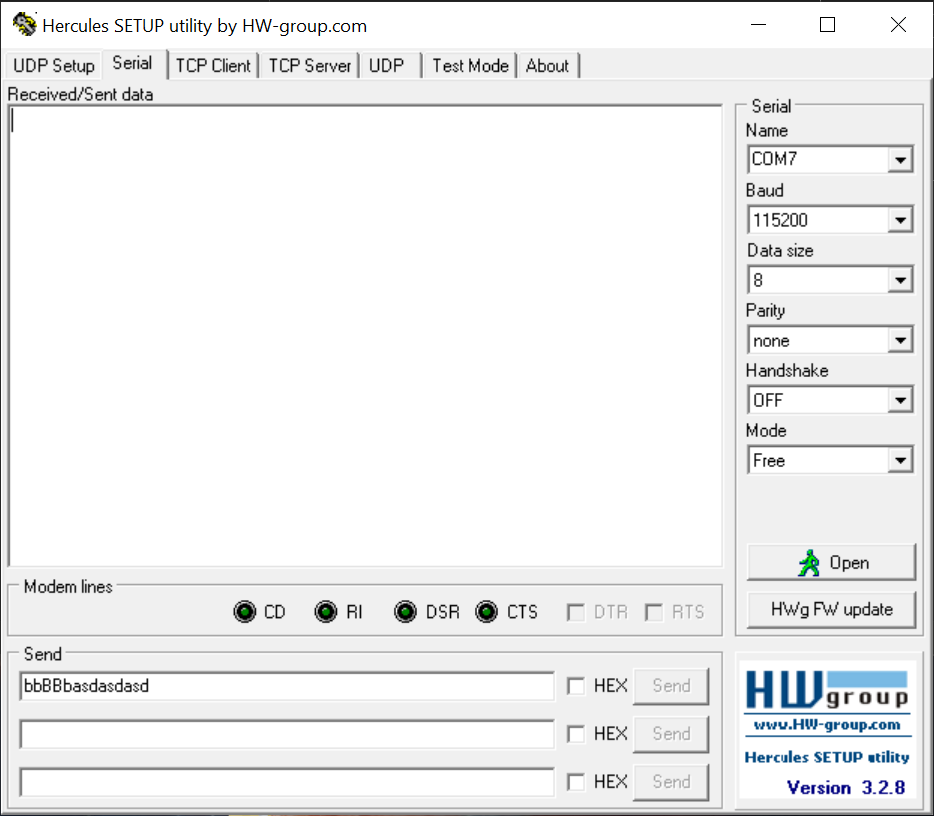 Hercules SETUP utility by HW-group.com
UDP Setup Serial TCP Client TCP Server UDP Test Mode About
Received/Sent data
Serial
Name
COM7
Baud
115200
Data size
8
Parity
none
Handshake
OFF
Mode
Free
Open
HWg FW update
Modem lines
CD RI DSR CTS DTR RTS
Send
bbBBbasdasdasd HEX Send
HEX Send
HEX Send
HW group
www.HW-group.com
Hercules SETUP utility
Version 3.2.8